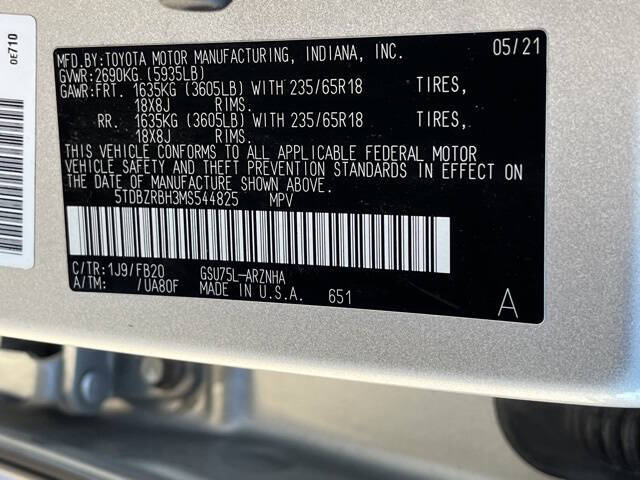 0E710
MFD.BY:TOYOTA MOTOR MANUFACTURING, INDIANA, INC. 05/21
GVWR:2690KG (5935LB)
GAWR:FRT. 1635KG (3605LB) WITH 235/65R18 TIRES,
18X8J RIMS.
RR. 1635KG (3605LB) WITH 235/65R18 TIRES,
18X8J RIMS.
THIS VEHICLE CONFORMS TO ALL APPLICABLE FEDERAL MOTOR
VEHICLE SAFETY AND THEFT PREVENTION STANDARDS IN EFFECT ON
THE DATE OF MANUFACTURE SHOWN ABOVE.
5TDBZRBH3MS544825 MPV
C/TR:1J9/FB20 GSU75L-ARZNHA
A/TM: /UA80F MADE IN U.S.A. 651 A